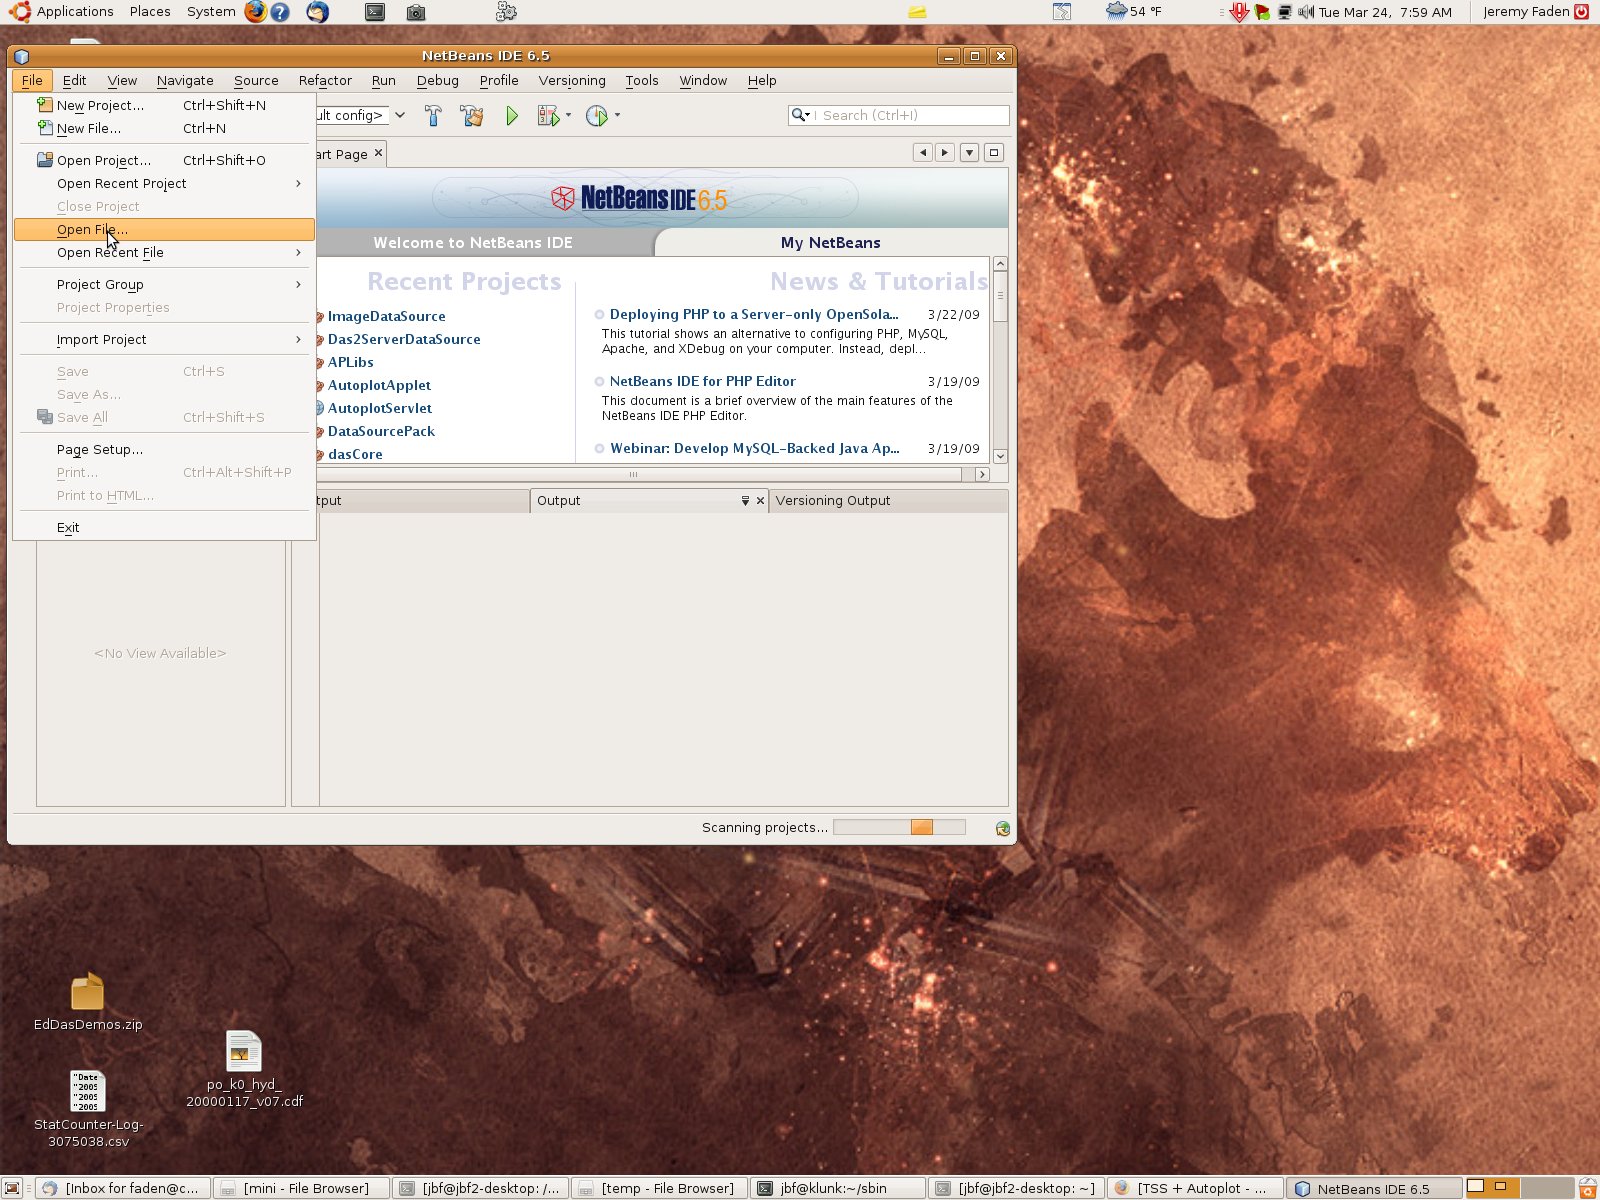 Applications Places System
54 °F
Tue Mar 24, 7:59 AM
Jeremy Faden
NetBeans IDE 6.5
File Edit View Navigate Source Refactor Run Debug Profile Versioning Tools Window Help
New Project... Ctrl+Shift+N
New File... Ctrl+N
Open Project... Ctrl+Shift+O
Open Recent Project
Close Project
Open File...
Open Recent File
Project Group
Project Properties
Import Project
Save Ctrl+S
Save As...
Save All Ctrl+Shift+S
Page Setup...
Print... Ctrl+Alt+Shift+P
Print to HTML...
Exit
ult config>
Search (Ctrl+I)
art Page
NetBeans IDE 6.5
Welcome to NetBeans IDE
My NetBeans
Recent Projects
ImageDataSource
Das2ServerDataSource
APLibs
AutoplotApplet
AutoplotServlet
DataSourcePack
dasCore
News & Tutorials
Deploying PHP to a Server-only OpenSola... 3/22/09
This tutorial shows an alternative to configuring PHP, MySQL,
Apache, and XDebug on your computer. Instead, depl...
NetBeans IDE for PHP Editor 3/19/09
This document is a brief overview of the main features of the
NetBeans IDE PHP Editor.
Webinar: Develop MySQL-Backed Java Ap... 3/19/09
tput
Output
Versioning Output
<No View Available>
Scanning projects...
EdDasDemos.zip
po_k0_hyd_
20000117_v07.cdf
"Date
"2005
"2005
"2005
StatCounter-Log-
3075038.csv
[Inbox for faden@c...
[mini - File Browser]
[jbf@jbf2-desktop: /...
[temp - File Browser]
jbf@klunk:~/sbin
[jbf@jbf2-desktop: ~]
[TSS + Autoplot - ...
NetBeans IDE 6.5